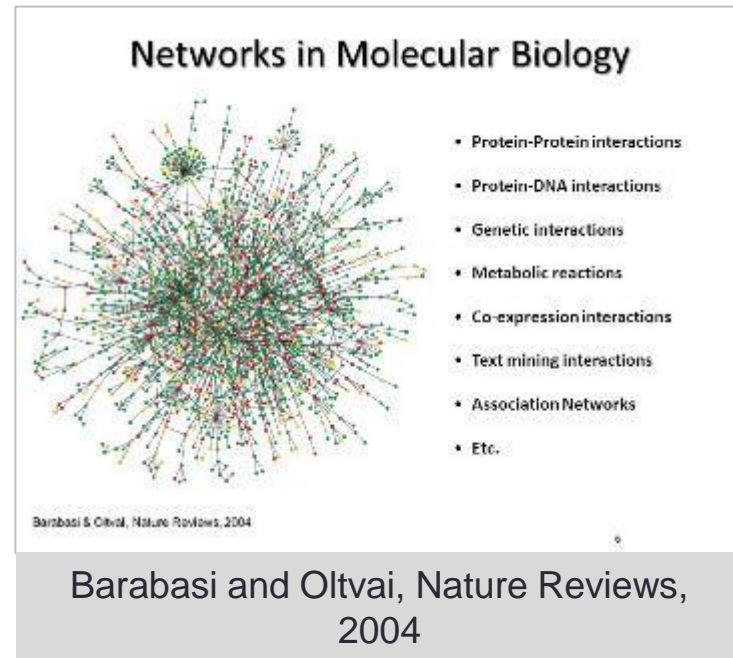 Networks in Molecular Biology
• Protein-Protein interactions
• Protein-DNA interactions
• Genetic interactions
• Metabolic reactions
• Co-expression interactions
• Text mining interactions
• Association Networks
• Etc.
Barabasi & Oltvai, Nature Reviews, 2004
Barabasi and Oltvai, Nature Reviews,
2004